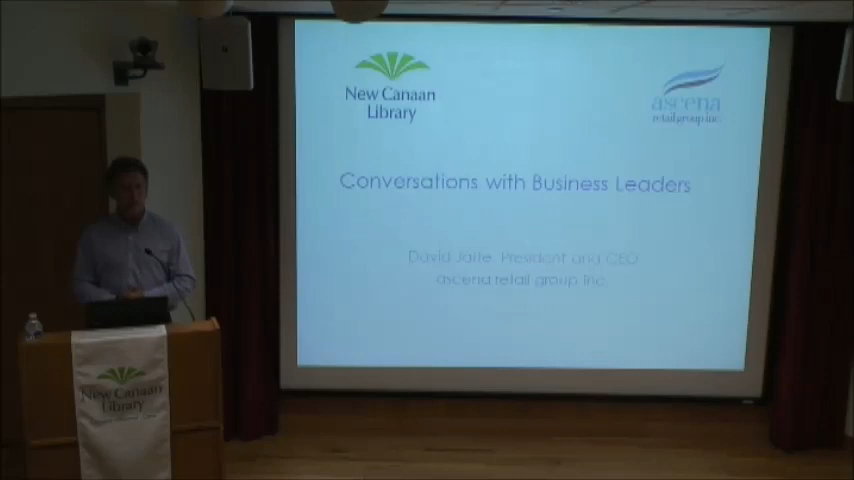 New Canaan
Library
ascena
retail group inc.
Conversations with Business Leaders
David Jaffe, President and CEO
ascena retail group inc.
New Canaan
Library